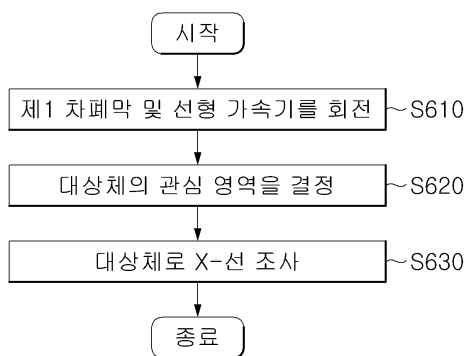 시작
제1 차폐막 및 선형 가속기를 회전
S610
대상체의 관심 영역을 결정
S620
대상체로 X-선 조사
S630
종료